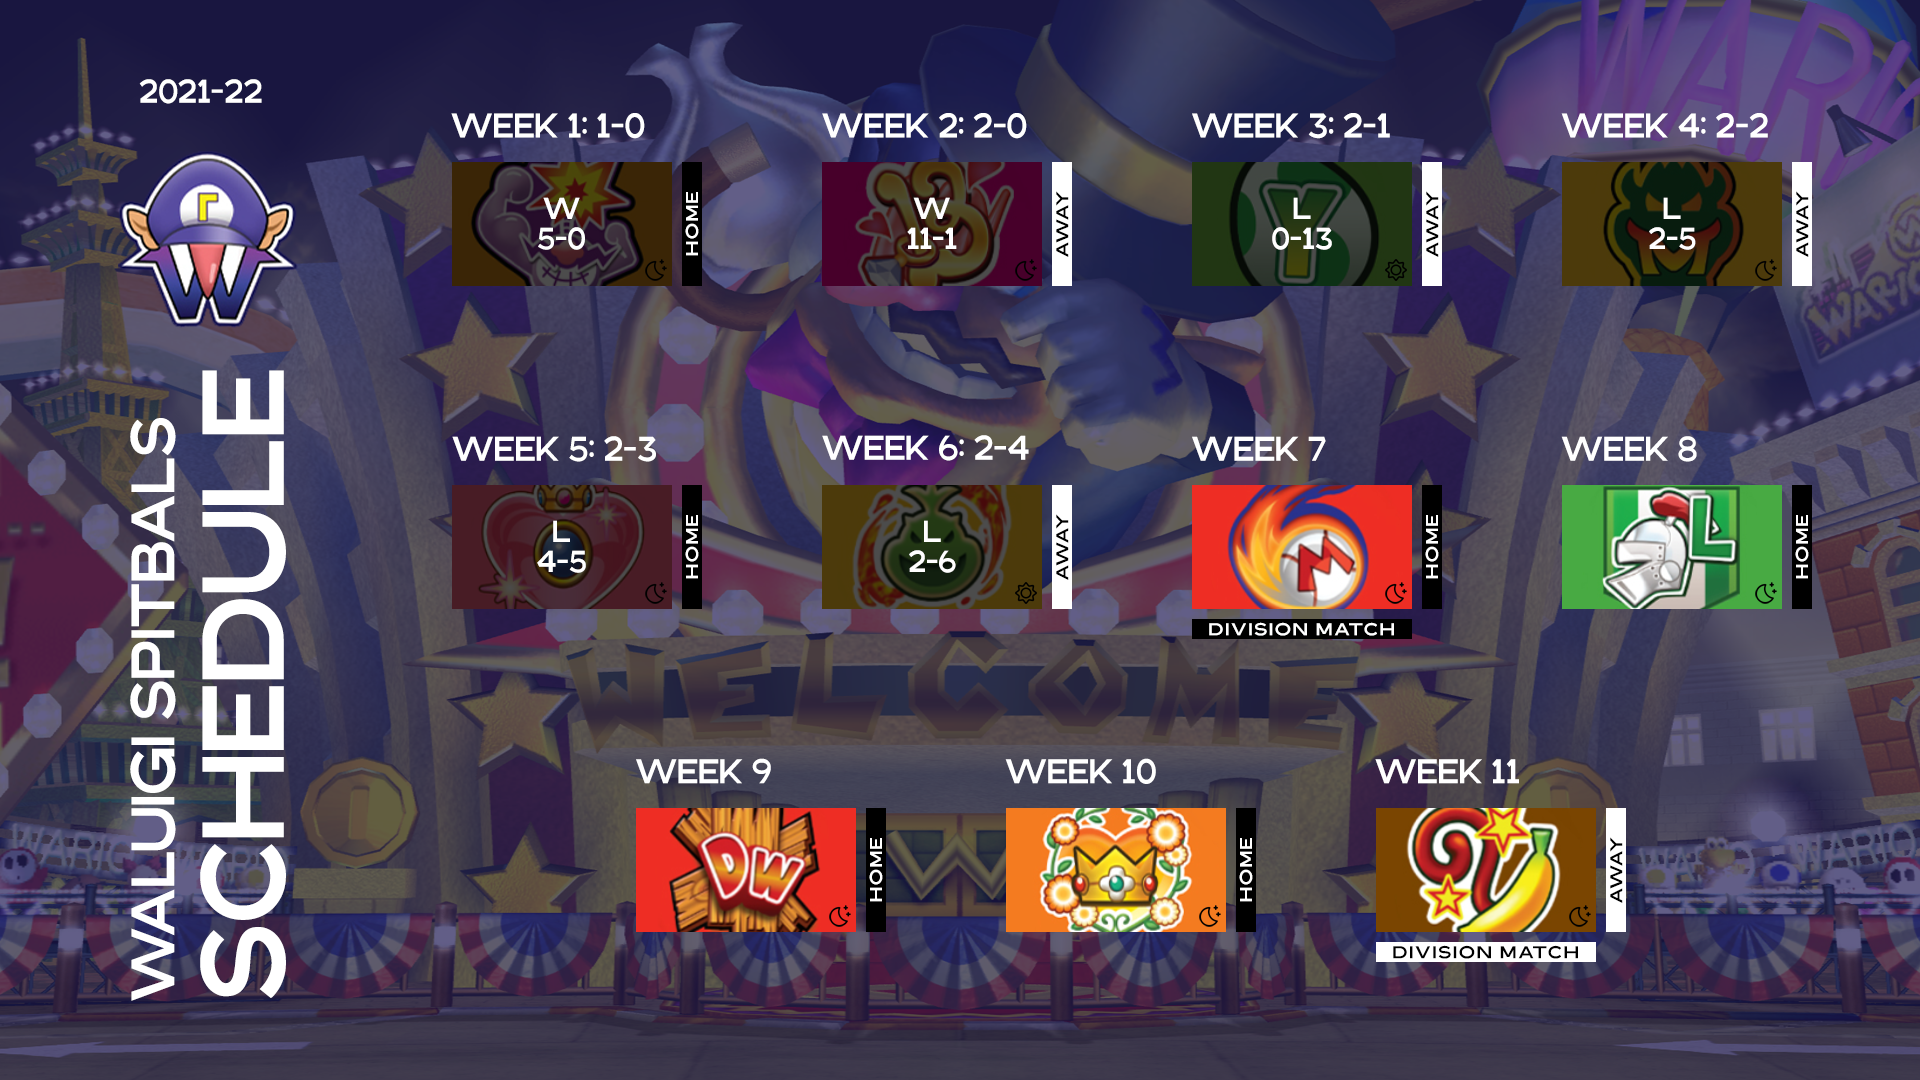 2021-22
WALUIGI SPITBALS
SCHEDULE
WEEK 1: 1-0
W
5-0
HOME
WEEK 2: 2-0
W
11-1
AWAY
WEEK 3: 2-1
Y
L
0-13
AWAY
WEEK 4: 2-2
M
L
2-5
AWAY
WEEK 5: 2-3
L
4-5
HOME
WEEK 6: 2-4
L
2-6
AWAY
WEEK 7
M
HOME
DIVISION MATCH
WEEK 8
L
HOME
WEEK 9
DW
HOME
WEEK 10
HOME
WEEK 11
AWAY
DIVISION MATCH
WELCOME
W
WARIO